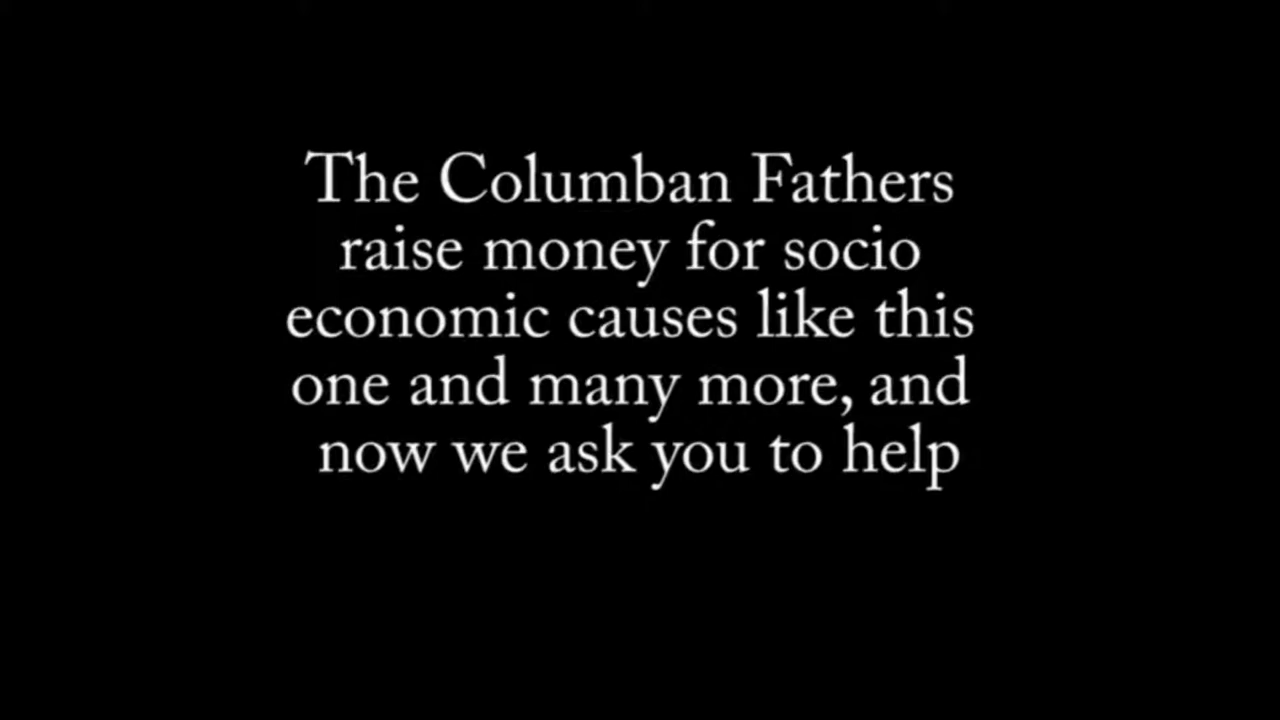 The Columban Fathers
raise money for socio
economic causes like this
one and many more, and
now we ask you to help